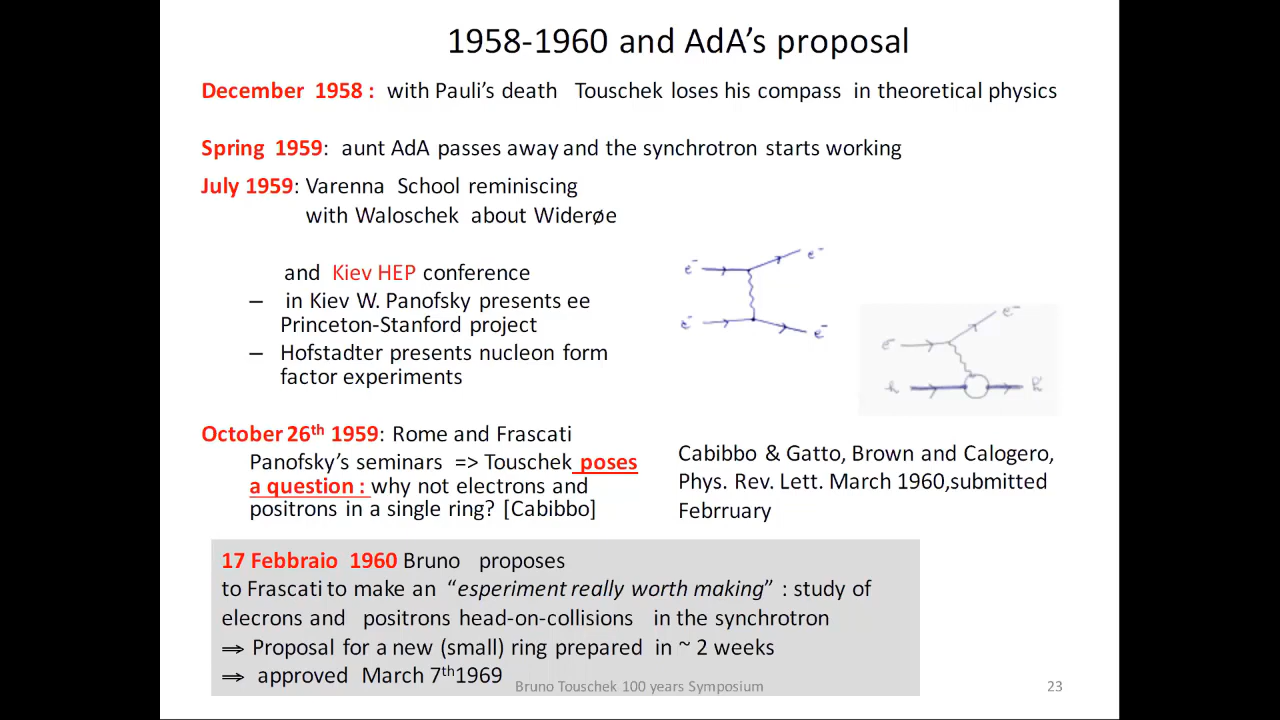 1958-1960 and AdA’s proposal
December 1958 : with Pauli’s death Touschek loses his compass in theoretical physics
Spring 1959: aunt AdA passes away and the synchrotron starts working
July 1959: Varenna School reminiscing
with Waloschek about Widerøe
and Kiev HEP conference
– in Kiev W. Panofsky presents ee
Princeton-Stanford project
– Hofstadter presents nucleon form
factor experiments
e⁻ e⁻
e⁻ e⁻
e⁻ e⁻
h h'
October 26th 1959: Rome and Frascati
Panofsky’s seminars => Touschek poses
a question : why not electrons and
positrons in a single ring? [Cabibbo]
Cabibbo & Gatto, Brown and Calogero,
Phys. Rev. Lett. March 1960,submitted
Febrruary
17 Febbraio 1960 Bruno proposes
to Frascati to make an “esperiment really worth making” : study of
elecrons and positrons head-on-collisions in the synchrotron
⇒ Proposal for a new (small) ring prepared in ~ 2 weeks
⇒ approved March 7th1969
Bruno Touschek 100 years Symposium
23